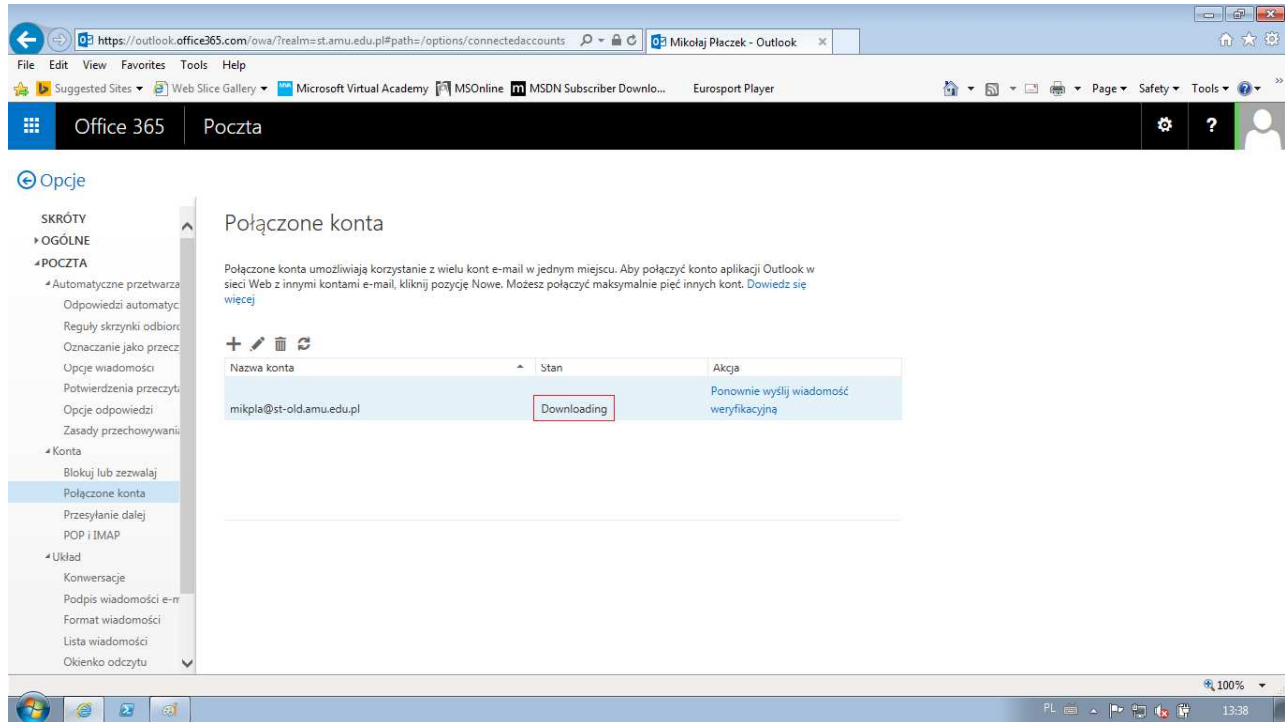 https://outlook.office365.com/owa/?realm=st.amu.edu.pl#path=/options/connectedaccounts
Mikołaj Płaczek - Outlook
File Edit View Favorites Tools Help
Suggested Sites Web Slice Gallery Microsoft Virtual Academy MSOnline MSDN Subscriber Downlo... Eurosport Player Page Safety Tools
Office 365 Poczta ?
Opcje
SKRÓTY
OGÓLNE
POCZTA
Automatyczne przetwarza
Odpowiedzi automatyc
Reguły skrzynki odbiorc
Oznaczanie jako przecz
Opcje wiadomości
Potwierdzenia przeczyta
Opcje odpowiedzi
Zasady przechowywania
Konta
Blokuj lub zezwalaj
Połączone konta
Przesyłanie dalej
POP i IMAP
Układ
Konwersacje
Podpis wiadomości e-m
Format wiadomości
Lista wiadomości
Okienko odczytu
Połączone konta
Połączone konta umożliwiają korzystanie z wielu kont e-mail w jednym miejscu. Aby połączyć konto aplikacji Outlook w
sieci Web z innymi kontami e-mail, kliknij pozycję Nowe. Możesz połączyć maksymalnie pięć innych kont. Dowiedz się
więcej
Nazwa konta Stan Akcja
mikpla@st-old.amu.edu.pl Downloading Ponownie wyślij wiadomość
weryfikacyjną
100%
PL 13:38